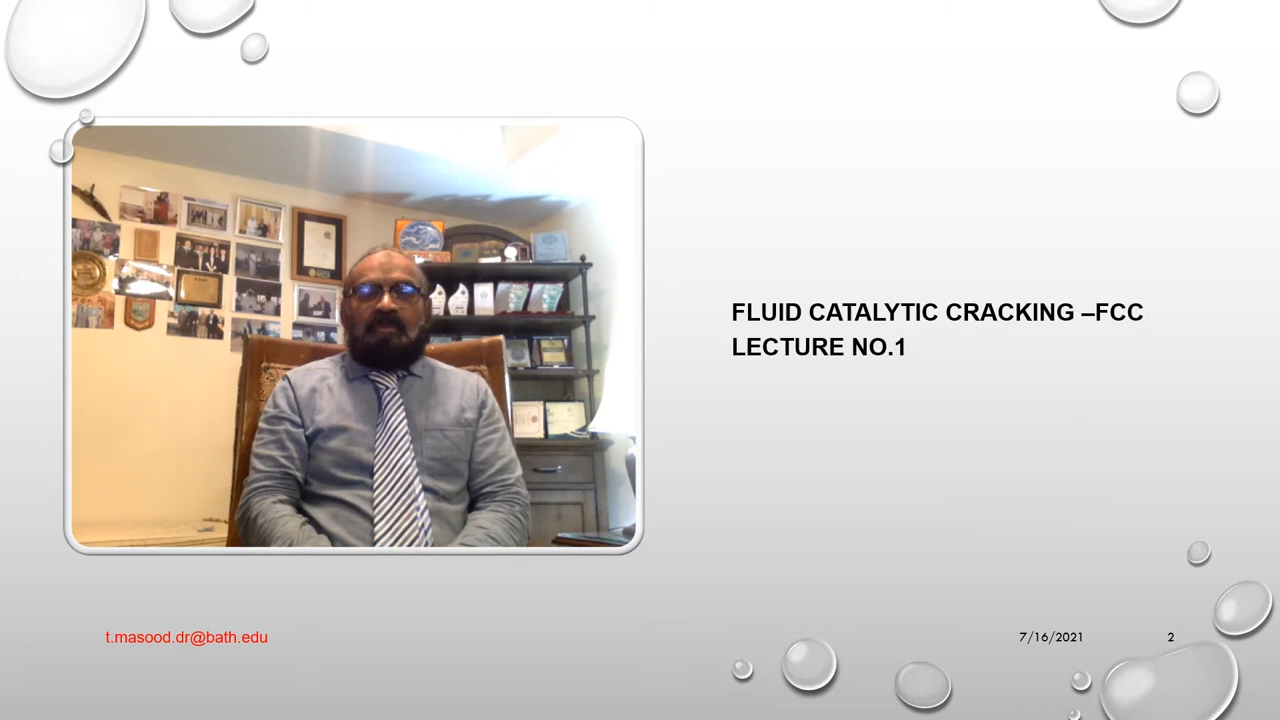 FLUID CATALYTIC CRACKING –FCC
LECTURE NO.1
t.masood.dr@bath.edu
7/16/2021
2